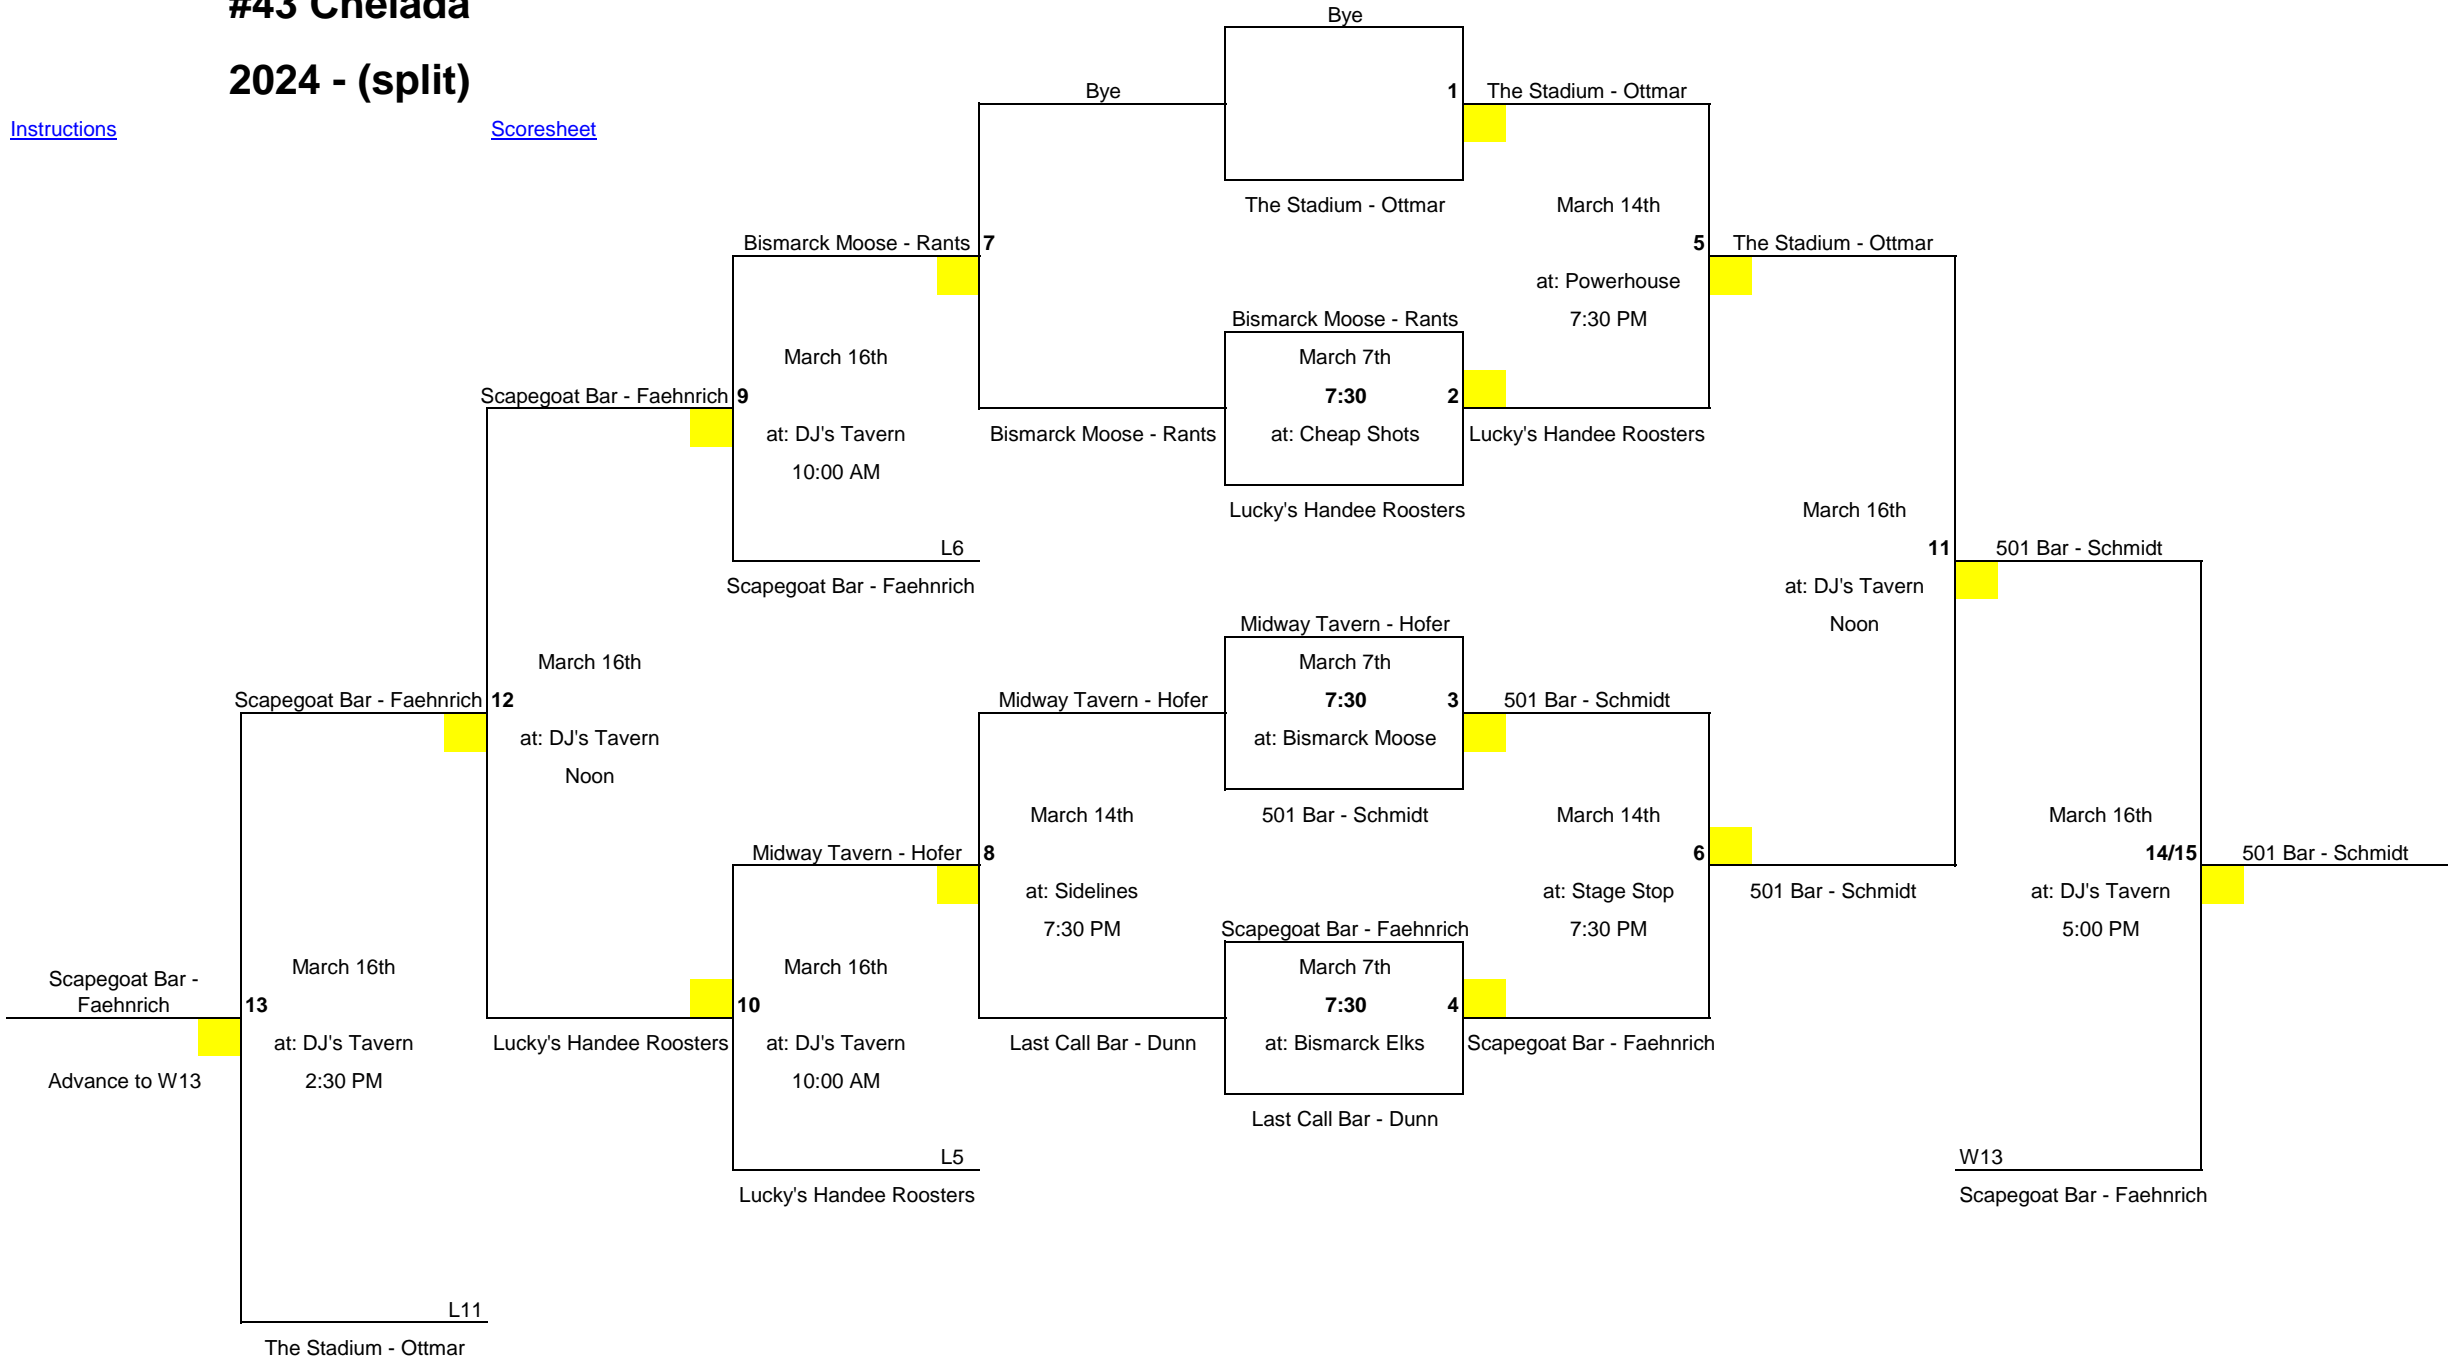 #43 Chelada
2024 - (split)
Instructions
Scoresheet
Bye
Bye
1
The Stadium - Ottmar
The Stadium - Ottmar
March 14th
Bismarck Moose - Rants
7
5
The Stadium - Ottmar
at: Powerhouse
Bismarck Moose - Rants
7:30 PM
March 16th
March 7th
Scapegoat Bar - Faehnrich
9
7:30
2
at: DJ's Tavern
Bismarck Moose - Rants
at: Cheap Shots
Lucky's Handee Roosters
10:00 AM
Lucky's Handee Roosters
March 16th
L6
11
501 Bar - Schmidt
Scapegoat Bar - Faehnrich
at: DJ's Tavern
Midway Tavern - Hofer
Noon
March 16th
March 7th
Scapegoat Bar - Faehnrich
12
Midway Tavern - Hofer
7:30
3
501 Bar - Schmidt
at: DJ's Tavern
at: Bismarck Moose
Noon
March 14th
501 Bar - Schmidt
March 14th
March 16th
Midway Tavern - Hofer
8
6
14/15
501 Bar - Schmidt
at: Sidelines
at: Stage Stop
501 Bar - Schmidt
at: DJ's Tavern
7:30 PM
Scapegoat Bar - Faehnrich
7:30 PM
5:00 PM
Scapegoat Bar -
Faehnrich
March 16th
March 16th
March 7th
13
10
7:30
4
at: DJ's Tavern
Lucky's Handee Roosters
at: DJ's Tavern
Last Call Bar - Dunn
at: Bismarck Elks
Scapegoat Bar - Faehnrich
Advance to W13
2:30 PM
10:00 AM
Last Call Bar - Dunn
L5
W13
Lucky's Handee Roosters
Scapegoat Bar - Faehnrich
L11
The Stadium - Ottmar